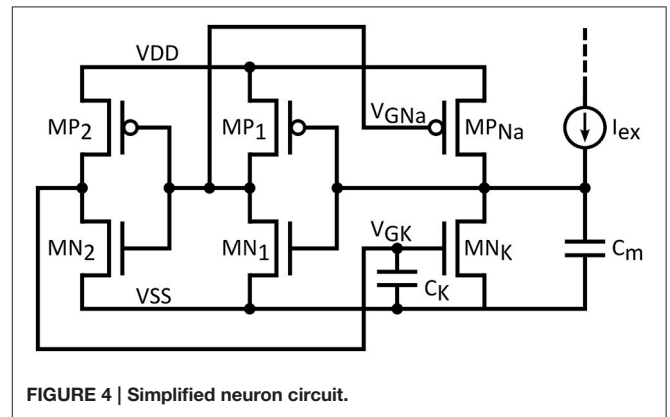 VDD
VGNa
MP2
MP1
MPNa
Iex
VGK
MN2
MN1
MNK
Cm
CK
VSS
FIGURE 4 | Simplified neuron circuit.